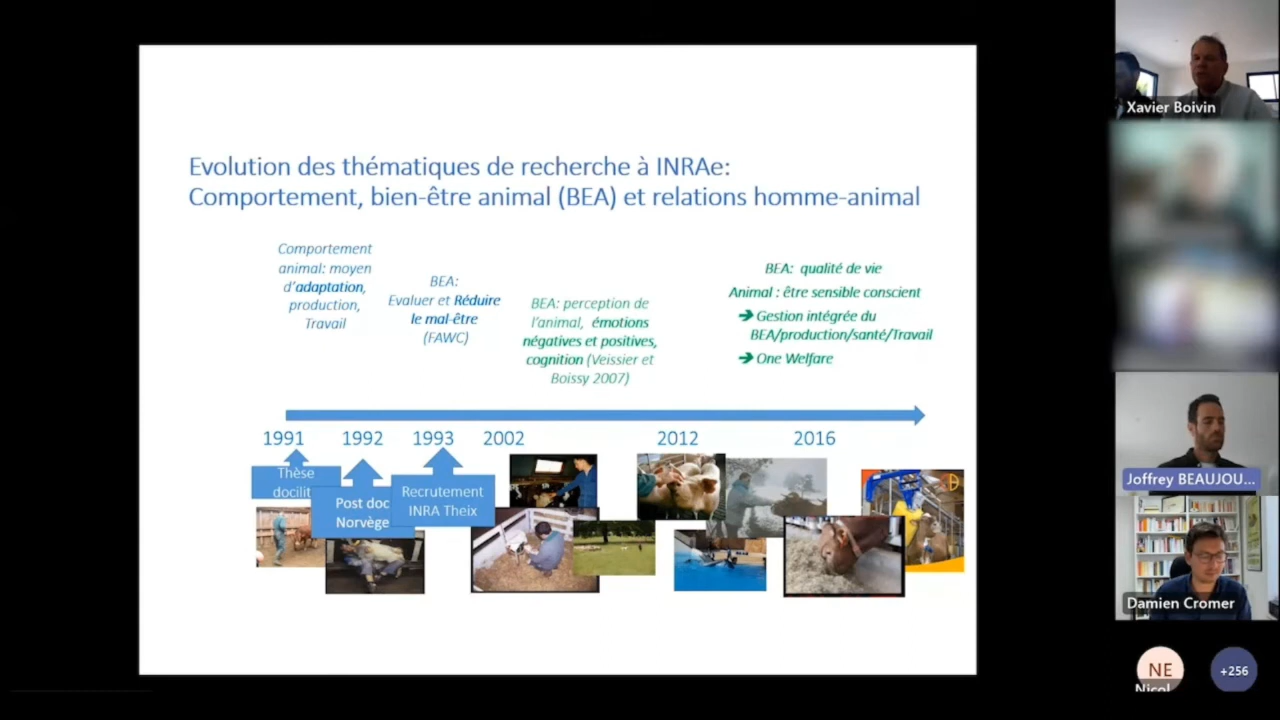 Evolution des thématiques de recherche à INRAe:
Comportement, bien-être animal (BEA) et relations homme-animal
Comportement
animal: moyen
d'adaptation,
production,
Travail
BEA:
Evaluer et Réduire
le mal-être
(FAWC)
BEA: perception de
l'animal, émotions
négatives et positives,
cognition (Veissier et
Boissy 2007)
BEA: qualité de vie
Animal : être sensible conscient
➔ Gestion intégrée du
BEA/production/santé/Travail
➔ One Welfare
1991 1992 1993 2002 2012 2016
Thèse
docilit
Post doc
Norvège
Recrutement
INRA Theix
Xavier Boivin
Joffrey BEAUJOU...
Damien Cromer
NE
Nicol
+256